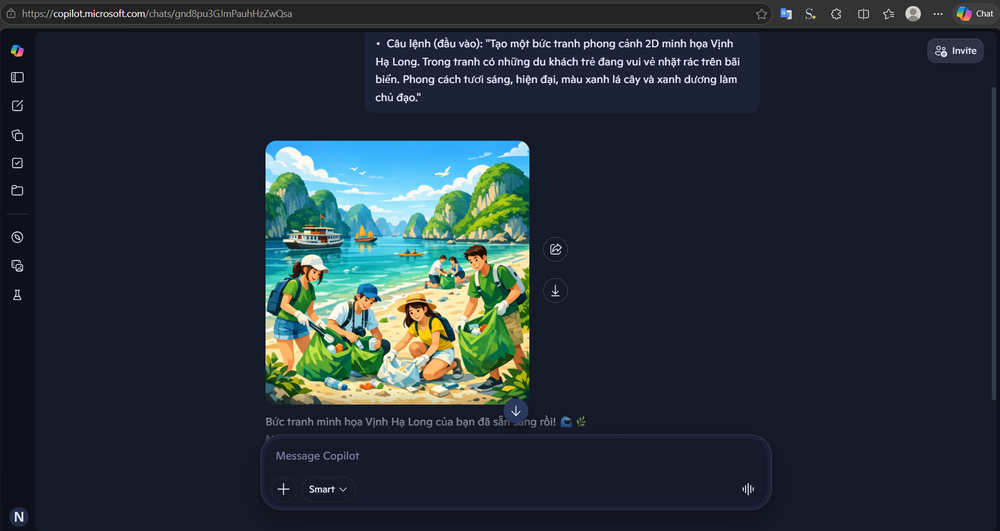 https://copilot.microsoft.com/chats/gnd8pu3GJmPauhHzZwQsa
Chat
Invite
• Câu lệnh (đầu vào): "Tạo một bức tranh phong cảnh 2D minh họa Vịnh
Hạ Long. Trong tranh có những du khách trẻ đang vui vẻ nhặt rác trên bãi
biển. Phong cách tươi sáng, hiện đại, màu xanh lá cây và xanh dương làm
chủ đạo."
Bức tranh minh họa Vịnh Hạ Long của bạn đã sẵn sàng rồi! 🌊 🌿
Message Copilot
Smart
N